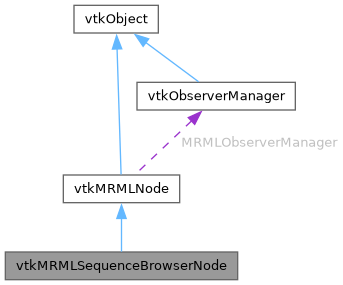 vtkObject
vtkObserverManager
MRMLObserverManager
vtkMRMLNode
vtkMRMLSequenceBrowserNode